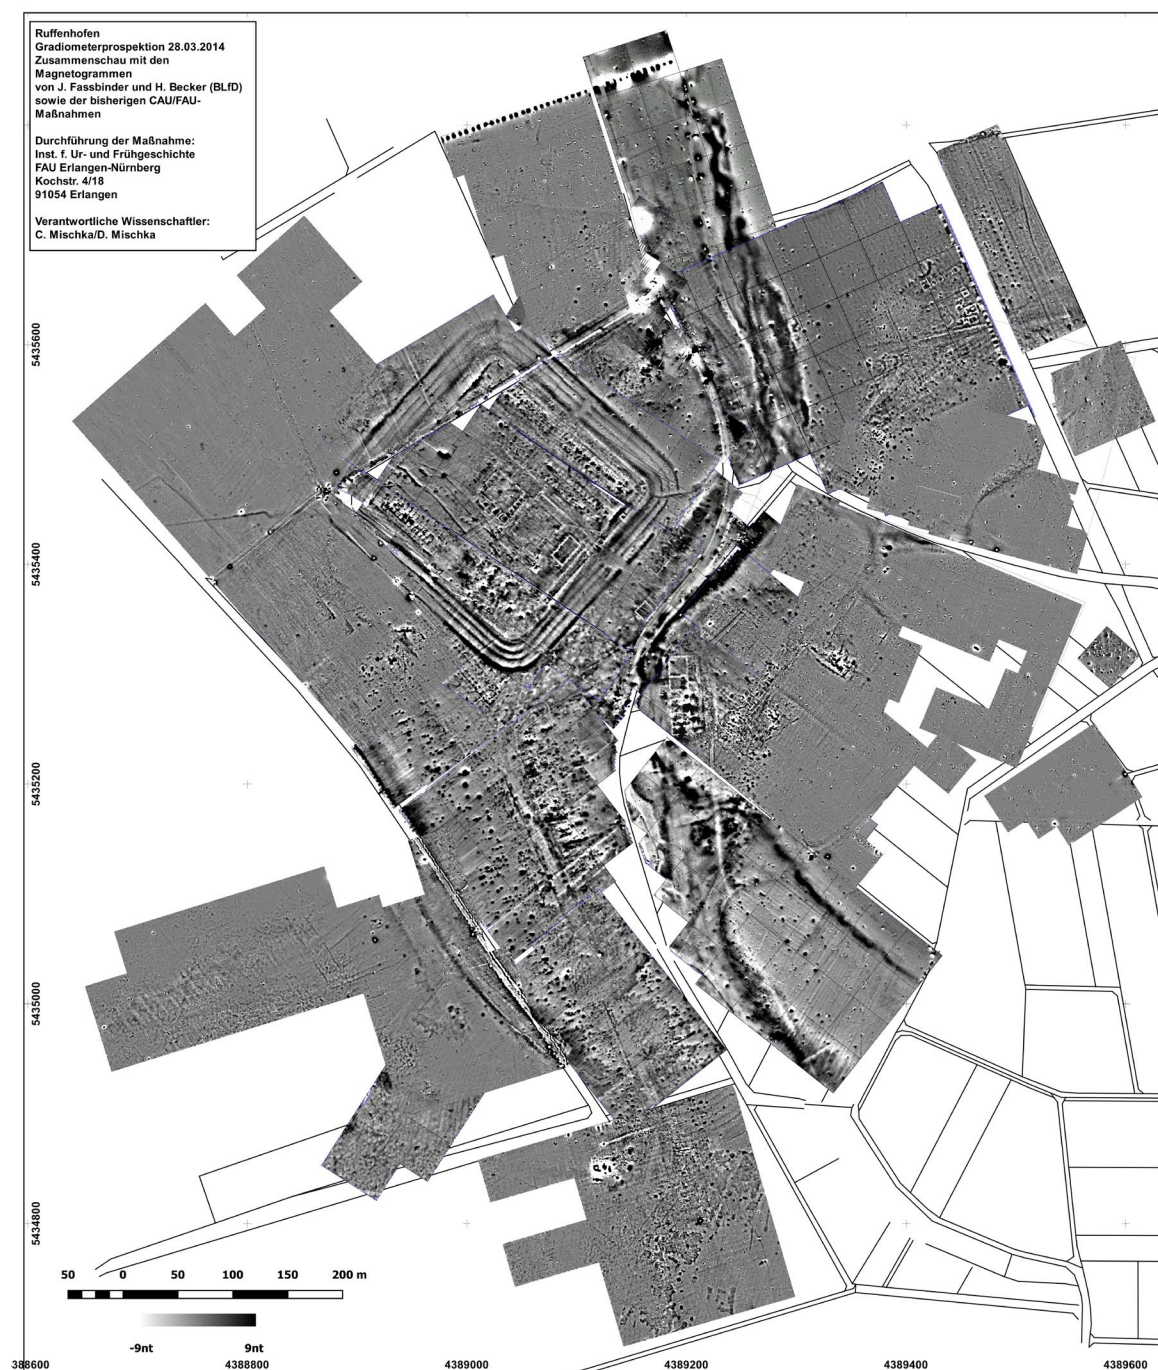 Ruffenhofen
Gradiometerprospektion 28.03.2014
Zusammenschau mit den
Magnetogrammen
von J. Fassbinder und H. Becker (BLfD)
sowie der bisherigen CAU/FAU-
Maßnahmen
Durchführung der Maßnahme:
Inst. f. Ur- und Frühgeschichte
FAU Erlangen-Nürnberg
Kochstr. 4/18
91054 Erlangen
Verantwortliche Wissenschaftler:
C. Mischka/D. Mischka
5435600
5435400
5435200
5435000
5434800
50 0 50 100 150 200 m
-9nt 9nt
388600 4388800 4389000 4389200 4389400 4389600